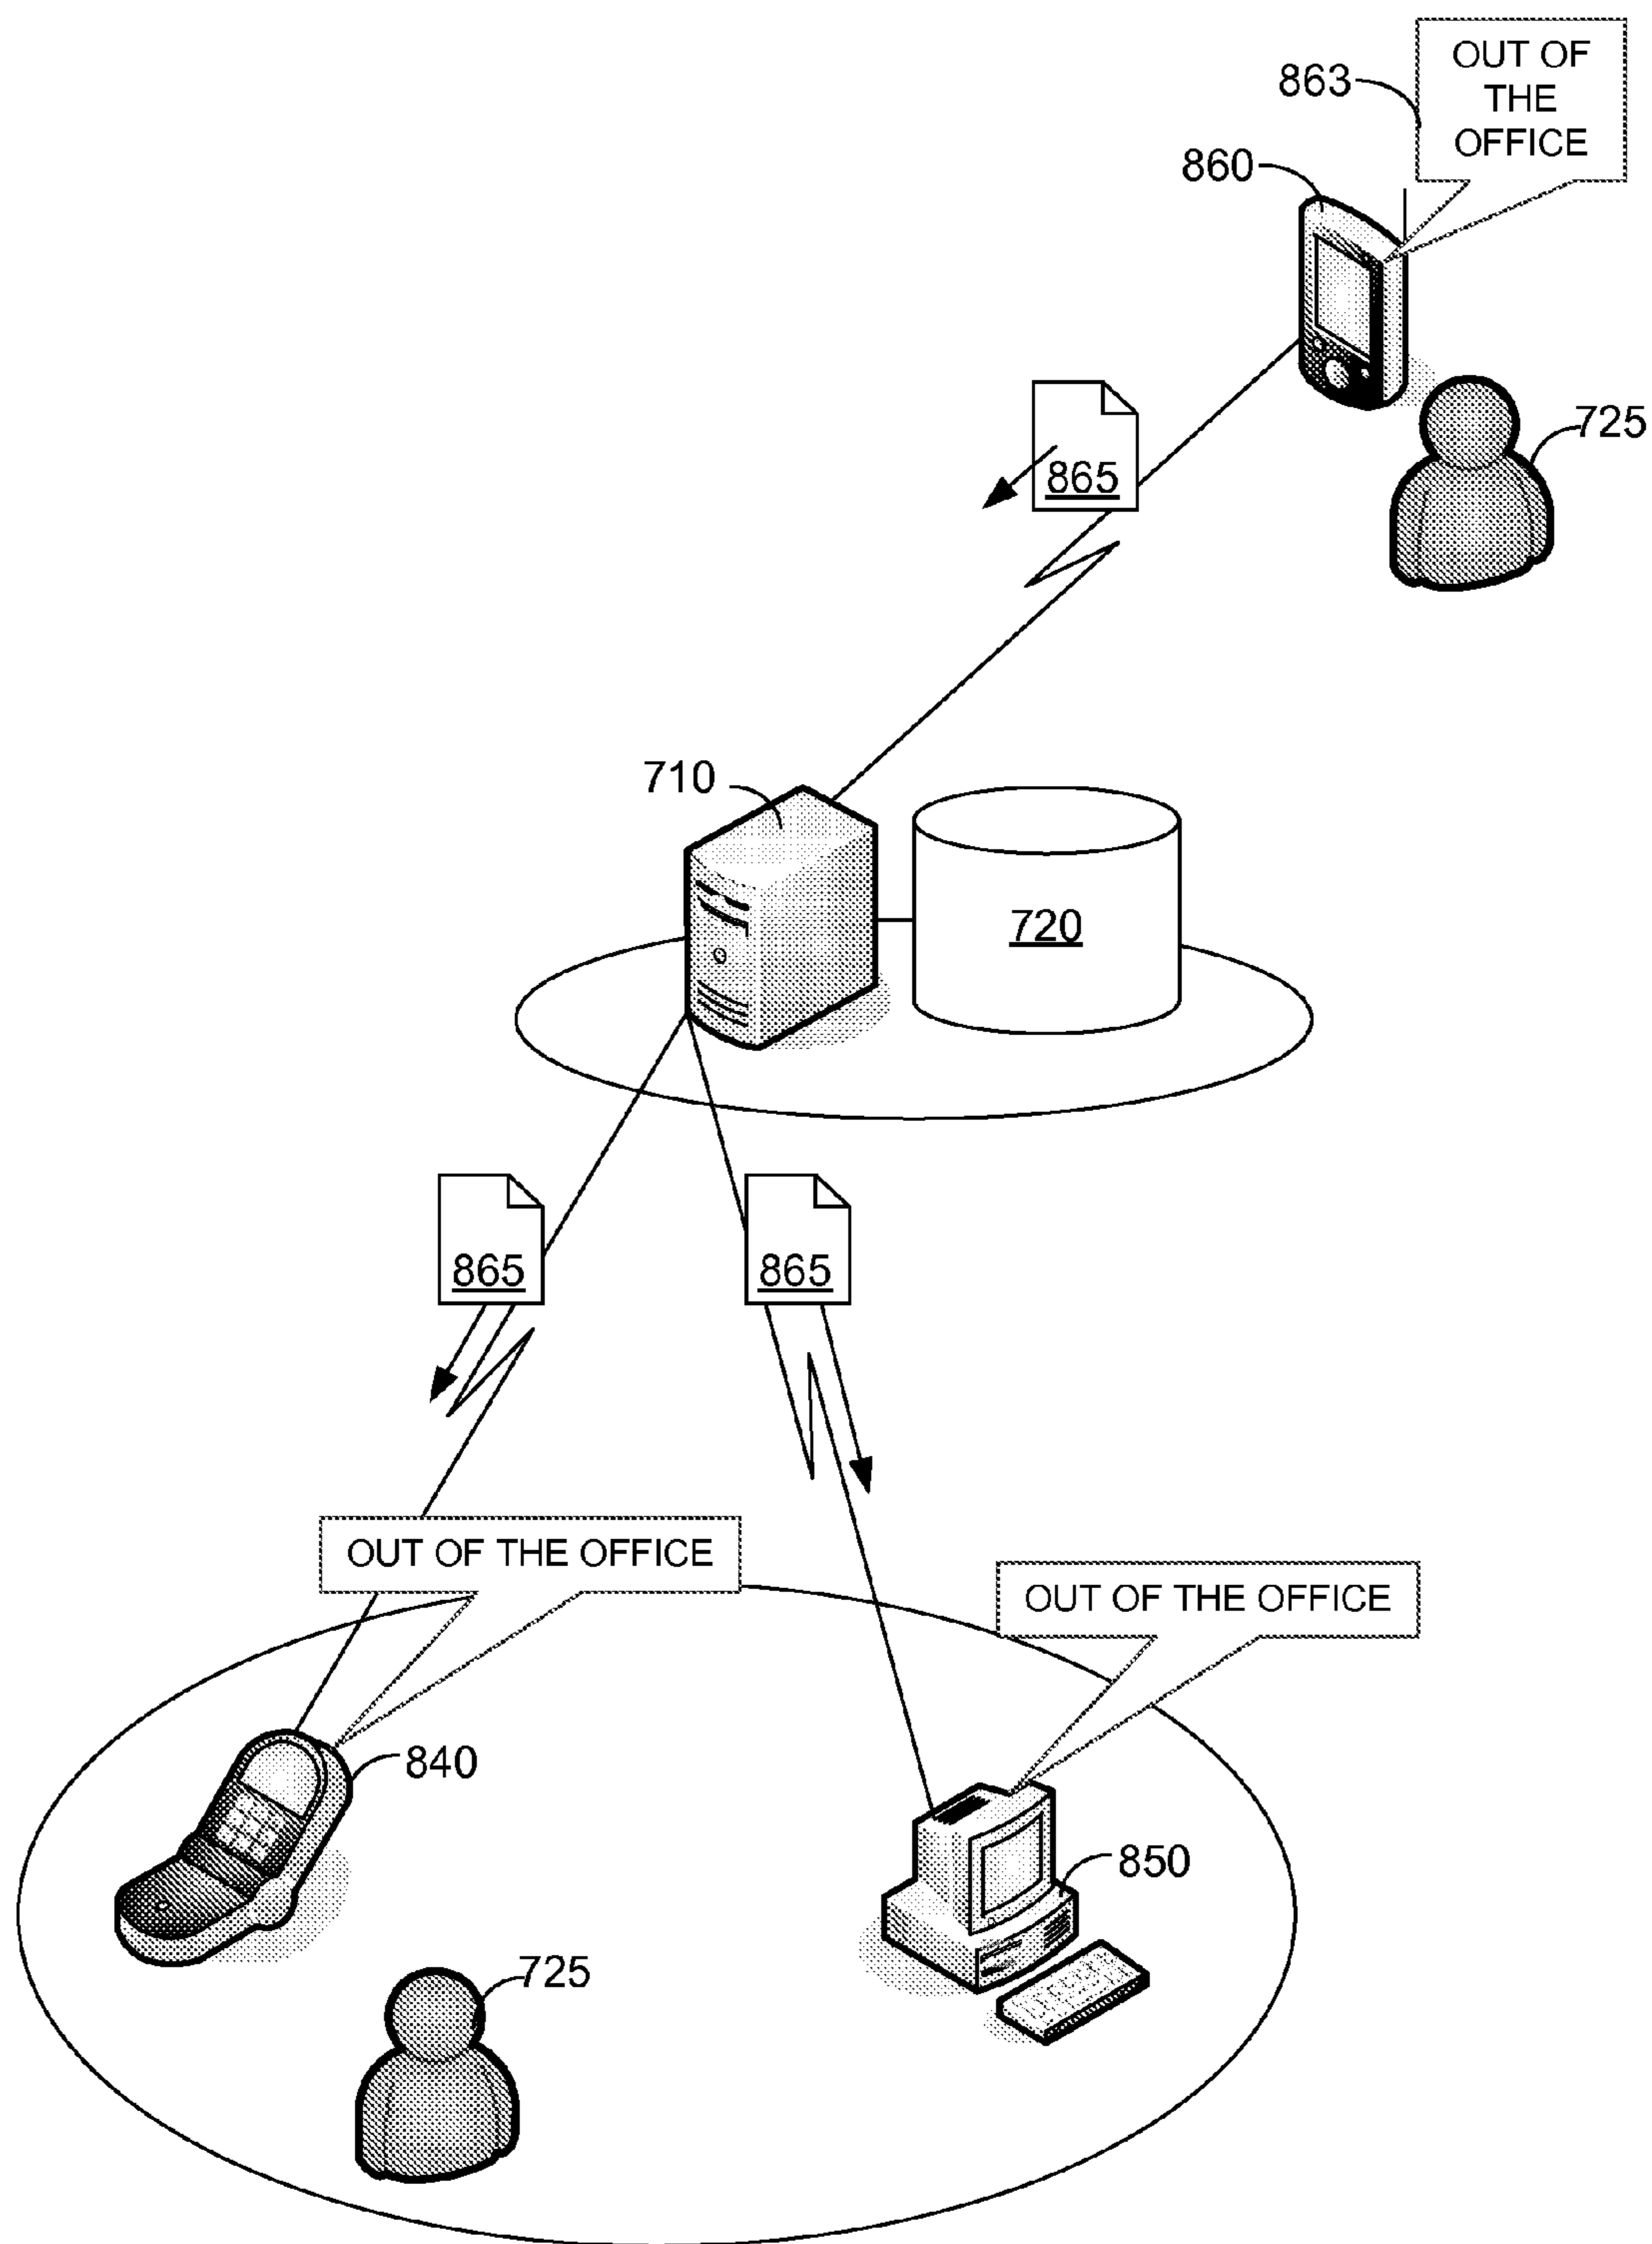 863
OUT OF
THE
OFFICE
860
725
865
710
720
865
865
OUT OF THE OFFICE
OUT OF THE OFFICE
840
850
725